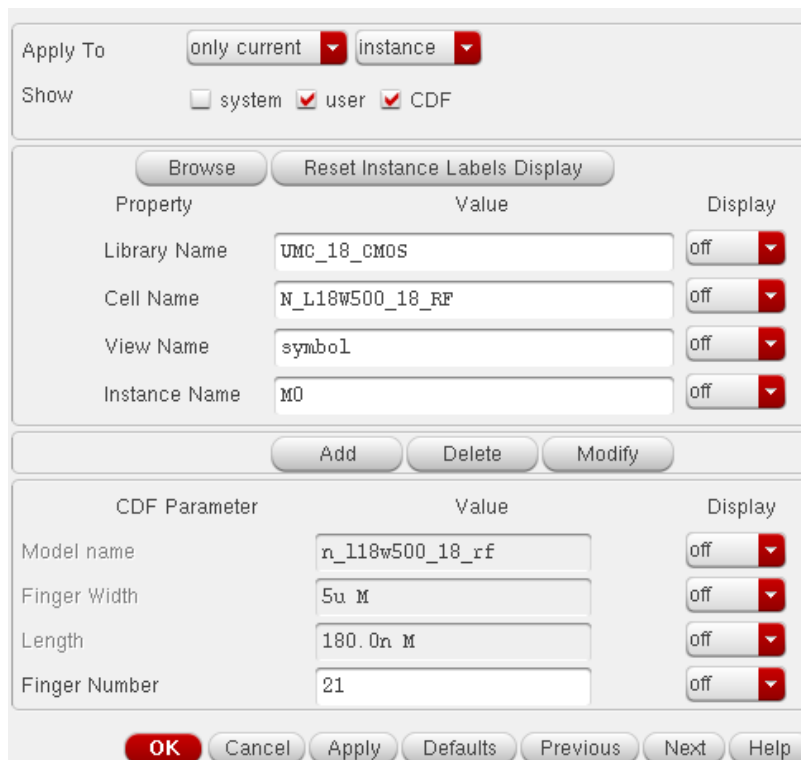 Apply To only current instance
Show system user CDF
Browse Reset Instance Labels Display
Property Value Display
Library Name UMC_18_CMOS off
Cell Name N_L18W500_18_RF off
View Name symbol off
Instance Name M0 off
Add Delete Modify
CDF Parameter Value Display
Model name n_l18w500_18_rf off
Finger Width 5u M off
Length 180.0n M off
Finger Number 21 off
OK Cancel Apply Defaults Previous Next Help